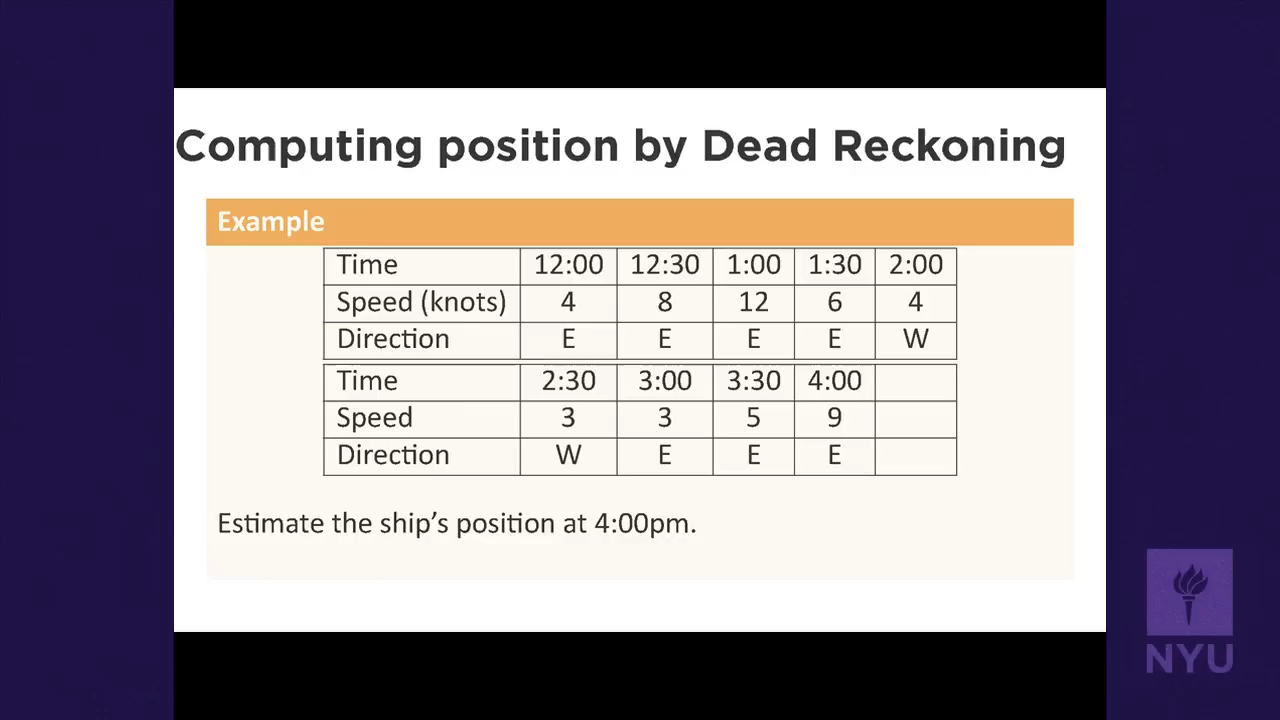 Computing position by Dead Reckoning
Example
Time 12:00 12:30 1:00 1:30 2:00
Speed (knots) 4 8 12 6 4
Direction E E E E W
Time 2:30 3:00 3:30 4:00
Speed 3 3 5 9
Direction W E E E
Estimate the ship’s position at 4:00pm.
NYU